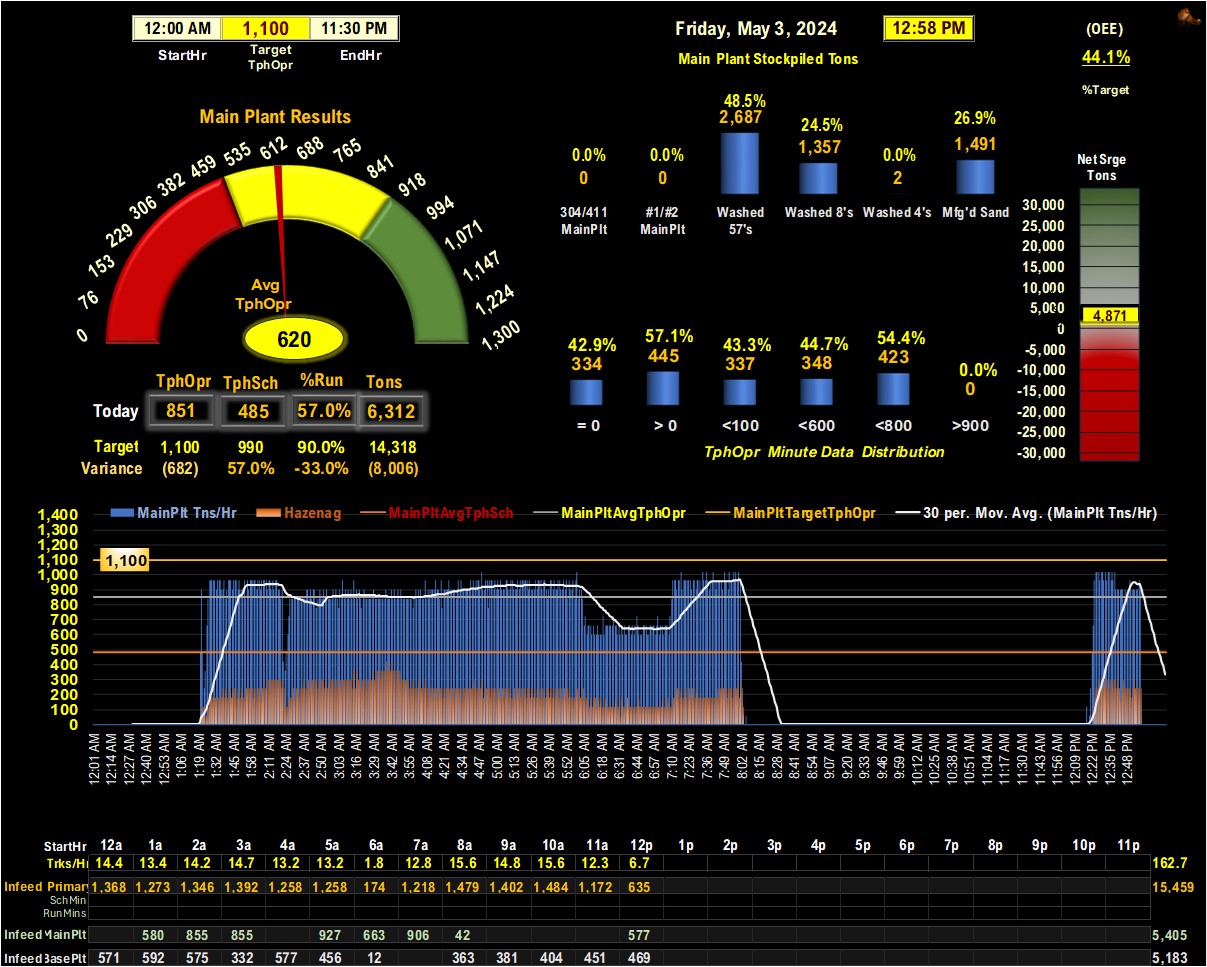 12:00 AM 1,100 11:30 PM
StartHr Target TphOpr EndHr
Friday, May 3, 2024 12:58 PM
Main Plant Stockpiled Tons
(OEE)
44.1%
%Target
Main Plant Results
0 76 153 229 306 382 459 535 612 688 765 841 918 994 1,071 1,147 1,224 1,300
Avg
TphOpr
620
TphOpr TphSch %Run Tons
Today 851 485 57.0% 6,312
Target 1,100 990 90.0% 14,318
Variance (682) 57.0% -33.0% (8,006)
0.0% 0.0% 48.5% 24.5% 0.0% 26.9%
0 0 2,687 1,357 2 1,491
304/411 MainPlt #1/#2 MainPlt Washed 57's Washed 8's Washed 4's Mfg'd Sand
42.9% 57.1% 43.3% 44.7% 54.4% 0.0%
334 445 337 348 423 0
= 0 > 0 <100 <600 <800 >900
TphOpr Minute Data Distribution
Net Srge
Tons
30,000
25,000
20,000
15,000
10,000
5,000
4,871
0
-5,000
-10,000
-15,000
-20,000
-25,000
-30,000
MainPlt Tns/Hr Hazenag MainPltAvgTphSch MainPltAvgTphOpr MainPltTargetTphOpr 30 per. Mov. Avg. (MainPlt Tns/Hr)
1,400
1,300
1,200
1,100 1,100
1,000
900
800
700
600
500
400
300
200
100
0
12:01 AM 12:14 AM 12:27 AM 12:40 AM 12:53 AM 1:06 AM 1:19 AM 1:32 AM 1:45 AM 1:58 AM 2:11 AM 2:24 AM 2:37 AM 2:50 AM 3:03 AM 3:16 AM 3:29 AM 3:42 AM 3:55 AM 4:08 AM 4:21 AM 4:34 AM 4:47 AM 5:00 AM 5:13 AM 5:26 AM 5:39 AM 5:52 AM 6:05 AM 6:18 AM 6:31 AM 6:44 AM 6:57 AM 7:10 AM 7:23 AM 7:36 AM 7:49 AM 8:02 AM 8:15 AM 8:28 AM 8:41 AM 8:54 AM 9:07 AM 9:20 AM 9:33 AM 9:46 AM 9:59 AM 10:12 AM 10:25 AM 10:38 AM 10:51 AM 11:04 AM 11:17 AM 11:30 AM 11:43 AM 11:56 AM 12:09 PM 12:22 PM 12:35 PM 12:48 PM
StartHr 12a 1a 2a 3a 4a 5a 6a 7a 8a 9a 10a 11a 12p 1p 2p 3p 4p 5p 6p 7p 8p 9p 10p 11p
Trks/Hr 14.4 13.4 14.2 14.7 13.2 13.2 1.8 12.8 15.6 14.8 15.6 12.3 6.7 162.7
Infeed Primary 1,368 1,273 1,346 1,392 1,258 1,258 174 1,218 1,479 1,402 1,484 1,172 635 15,459
SchMin
RunMins
Infeed MainPlt 580 855 855 927 663 906 42 577 5,405
Infeed BasePlt 571 592 575 332 577 456 12 363 381 404 451 469 5,183